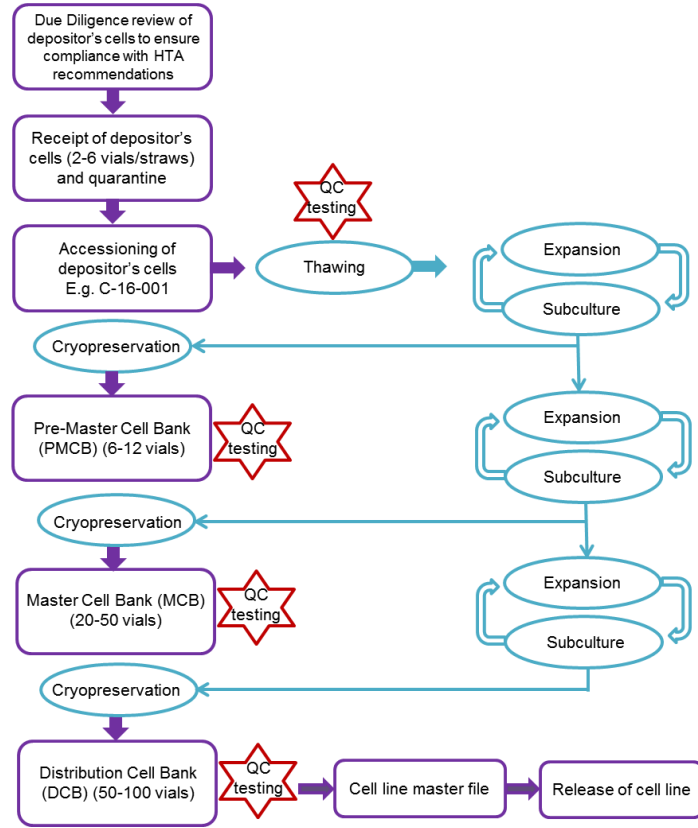 Due Diligence review of
depositor's cells to ensure
compliance with HTA
recommendations
Receipt of depositor's
cells (2-6 vials/straws)
and quarantine
QC
testing
Accessioning of
depositor's cells
E.g. C-16-001
Thawing
Expansion
Subculture
Cryopreservation
Pre-Master Cell Bank
(PMCB) (6-12 vials)
QC
testing
Expansion
Subculture
Cryopreservation
Master Cell Bank (MCB)
(20-50 vials)
QC
testing
Expansion
Subculture
Cryopreservation
Distribution Cell Bank
(DCB) (50-100 vials)
QC
testing
Cell line master file
Release of cell line